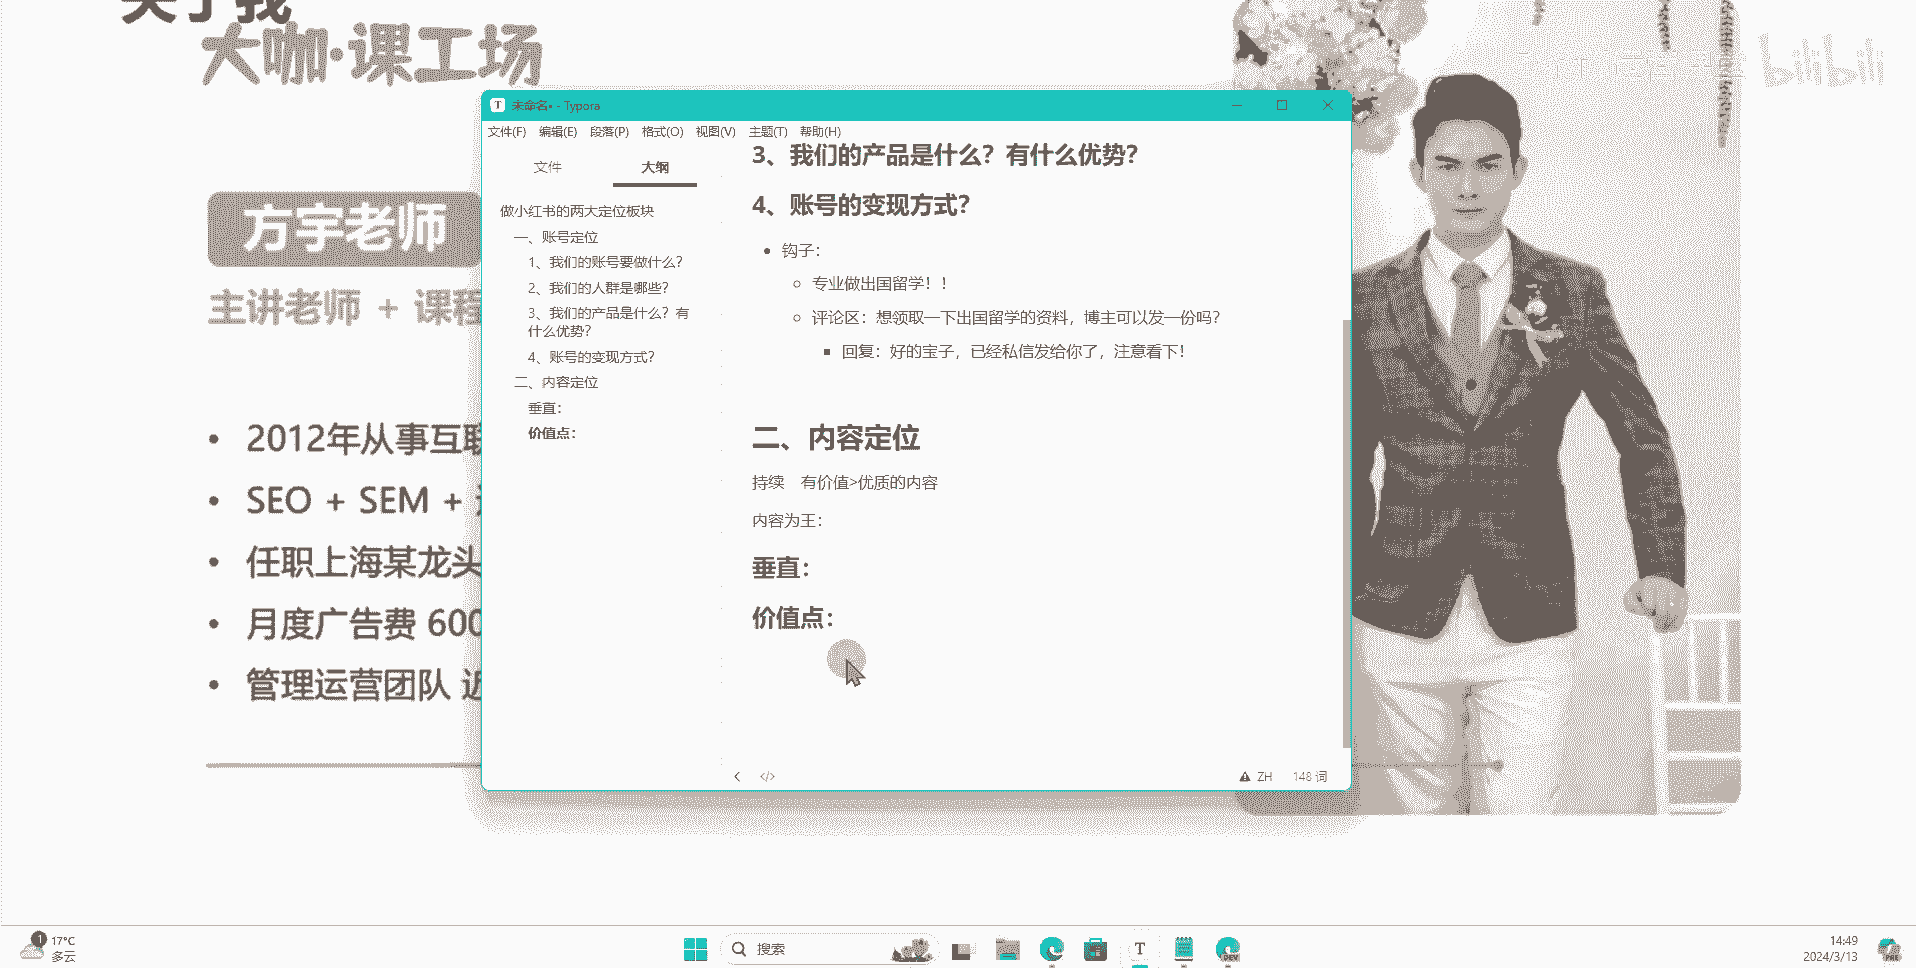 关于我
大咖·课工场
bilibili
方宇老师
主讲老师 + 课程
• 2012年从事互联
• SEO + SEM +
• 任职上海某龙头
• 月度广告费 600
• 管理运营团队 近
未命名• - Typora
文件(F) 编辑(E) 段落(P) 格式(O) 视图(V) 主题(T) 帮助(H)
文件 大纲
做小红书的两大定位板块
一、账号定位
1、我们的账号要做什么？
2、我们的人群是哪些？
3、我们的产品是什么？有
什么优势？
4、账号的变现方式？
二、内容定位
垂直：
价值点：
3、我们的产品是什么？有什么优势？
4、账号的变现方式？
• 钩子：
专业做出国留学！！
评论区：想领取一下出国留学的资料，博主可以发一份吗？
回复：好的宝子，已经私信发给你了，注意看下！
二、内容定位
持续 有价值>优质的内容
内容为王：
垂直：
价值点：
</> ZH 148 词
1
17°C
多云
搜索
T
DEV
14:49
2024/3/13
PRE